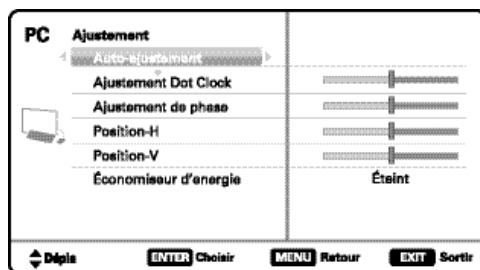 PC Ajustement
Auto-ajustement
Ajustement Dot Clock
Ajustement de phase
Position-H
Position-V
Économiseur d'energie Éteint
Dépla ENTER Choisir MENU Retour EXIT Sortir